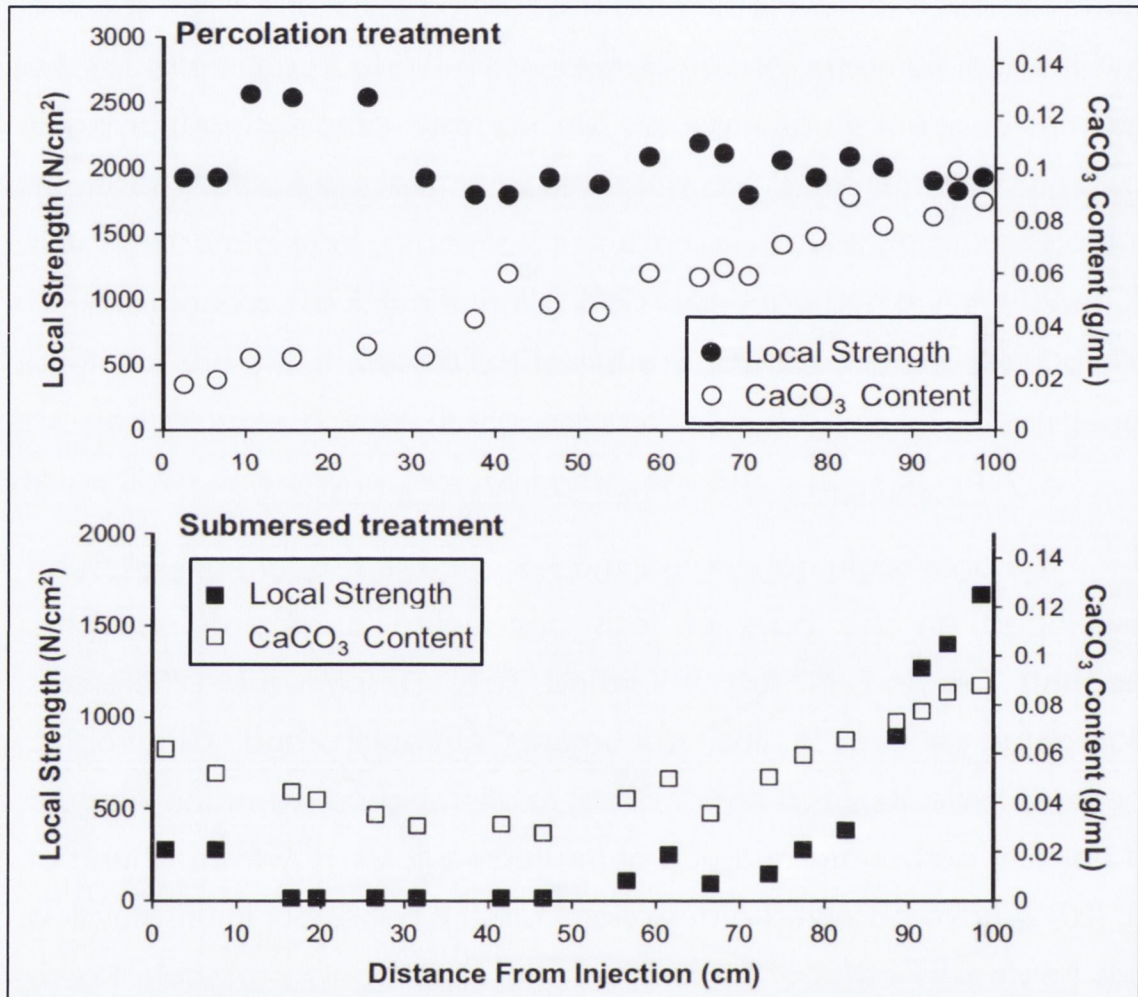 Percolation treatment
Local Strength (N/cm²)
3000
2500
2000
1500
1000
500
0
0 10 20 30 40 50 60 70 80 90 100
0.14
0.12
0.1
0.08
0.06
0.04
0.02
0
CaCO₃ Content (g/mL)
Local Strength
CaCO₃ Content
Submersed treatment
Local Strength (N/cm²)
2000
1500
1000
500
0
Local Strength
CaCO₃ Content
0.14
0.12
0.1
0.08
0.06
0.04
0.02
0
CaCO₃ Content (g/mL)
0 10 20 30 40 50 60 70 80 90 100
Distance From Injection (cm)